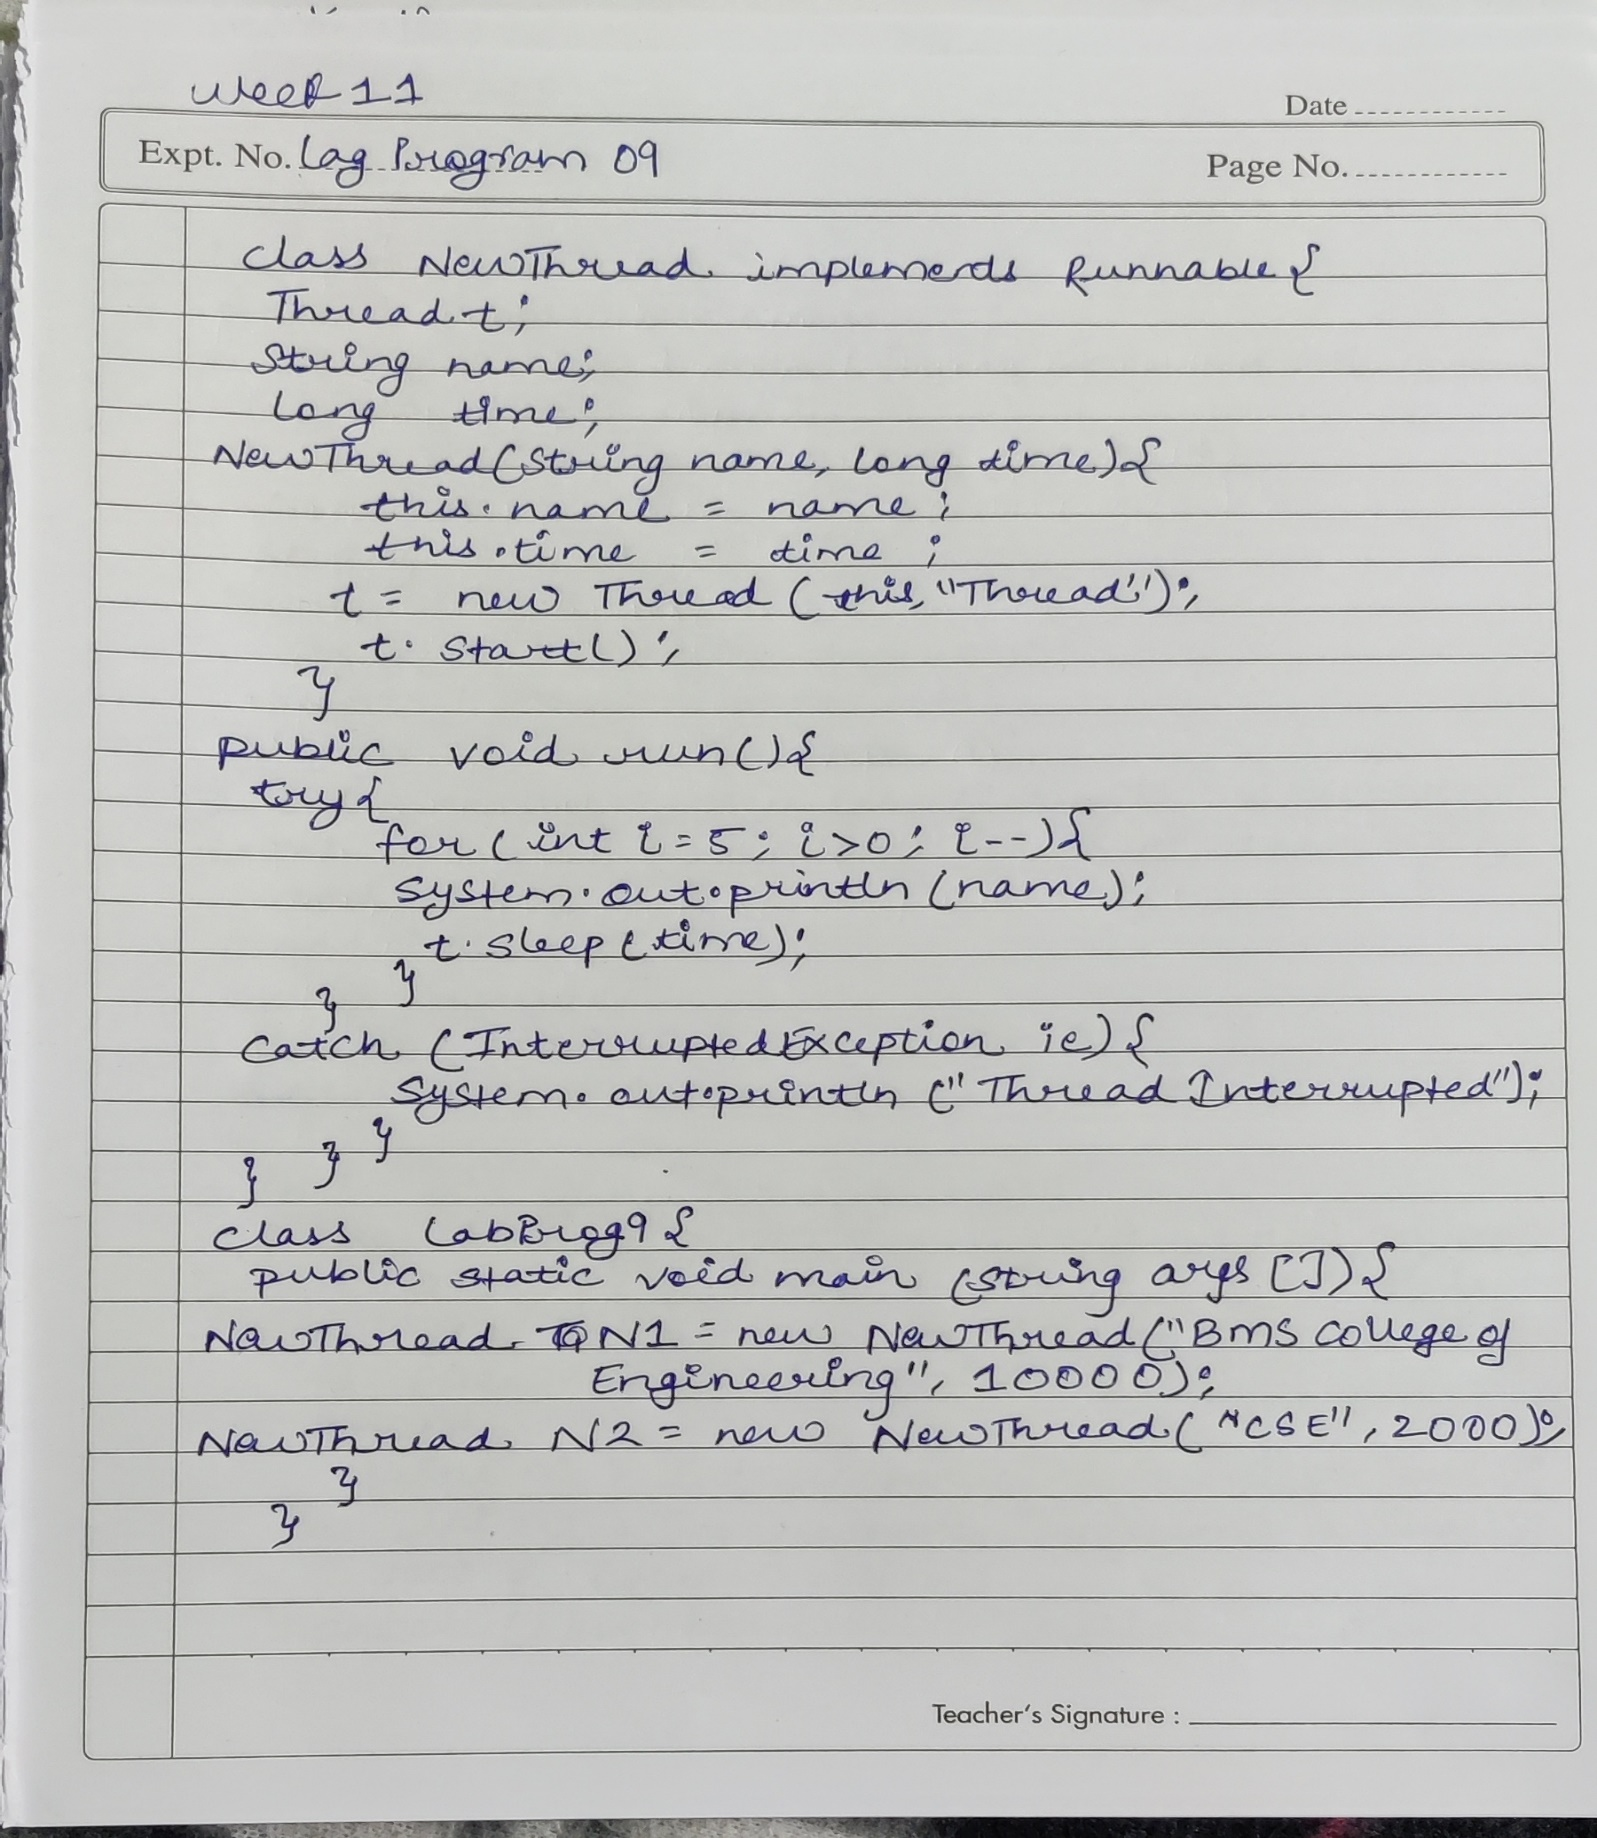 Week 11
Date
Expt. No. Lag Program 09
Page No.
class NewThread implements Runnable {
Thread t;
String name;
long time;
NewThread(String name, long time){
this.name = name;
this.time = time;
t = new Thread (this, "Thread");
t.start();
}
public void run(){
try{
for (int i=5; i>0; i--){
System.out.println (name);
t.sleep(time);
}
}
catch (InterruptedException ie) {
System.out.println ("Thread Interrupted");
}
} }
class LabProg9 {
public static void main (String args []) {
NewThread N1 = new NewThread("BMS College of
Engineering", 10000);
NewThread N2 = new NewThread("CSE", 2000);
}
}
Teacher's Signature :